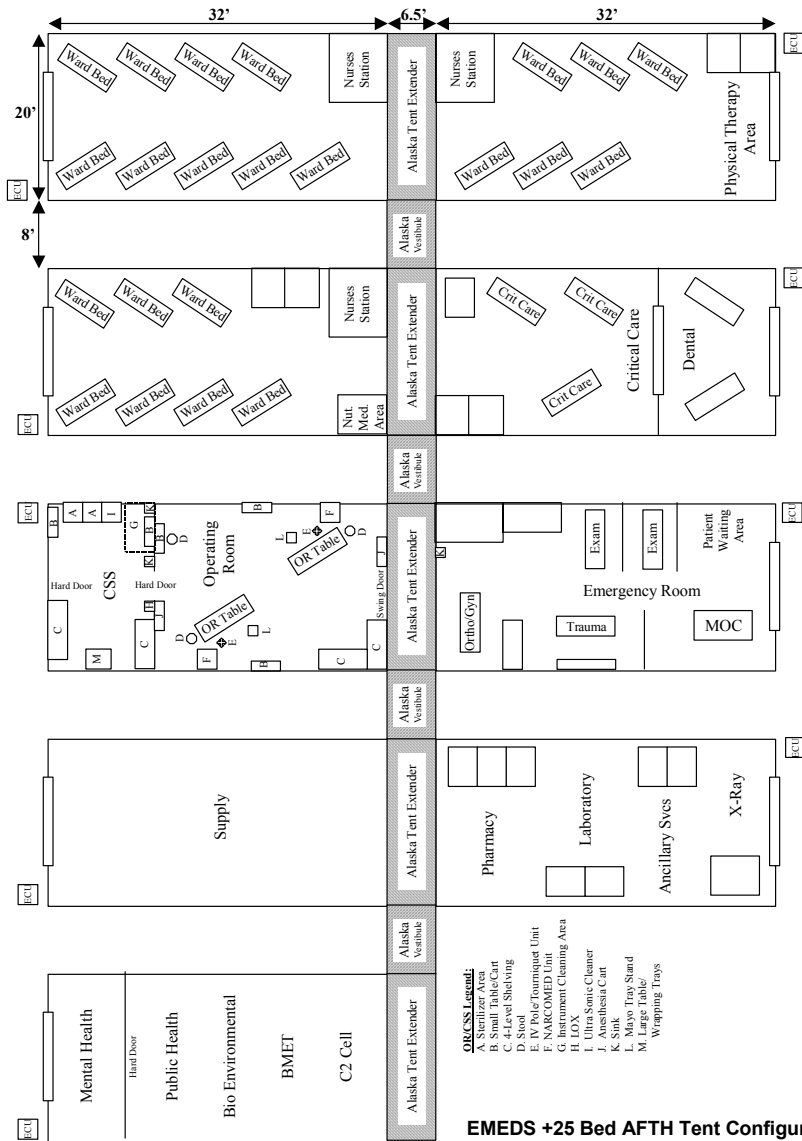 32'
6.5'
32'
20'
8'
ECU
Ward Bed
Ward Bed
Ward Bed
Ward Bed
Nurses
Station
Ward Bed
Ward Bed
Ward Bed
Ward Bed
Ward Bed
Alaska Tent Extender
Nurses
Station
Ward Bed
Ward Bed
Ward Bed
Ward Bed
Ward Bed
Ward Bed
Physical Therapy
Area
ECU
Alaska
Vestibule
Ward Bed
Ward Bed
Ward Bed
Nurses
Station
Ward Bed
Ward Bed
Ward Bed
Ward Bed
Nut.
Med.
Area
ECU
Alaska Tent Extender
Crit Care
Crit Care
Crit Care
Critical Care
Dental
ECU
Alaska
Vestibule
ECU
B
A
A
I
G
B
K
B
D
K
B
F
L
E
D
OR Table
J
Hard Door
CSS
Hard Door
Operating
Room
Swing Door
C
M
C
J
H
D
OR Table
E
L
F
B
C
C
Alaska Tent Extender
K
Exam
Exam
Patient
Waiting
Area
Emergency Room
Ortho/Gyn
Trauma
MOC
ECU
Alaska
Vestibule
Supply
ECU
Alaska Tent Extender
Pharmacy
Laboratory
Ancillary Svcs
X-Ray
ECU
Alaska
Vestibule
Mental Health
Hard Door
Public Health
Bio Environmental
BMET
C2 Cell
ECU
Alaska Tent Extender
OR/CSS Legend:
A. Sterilizer Area
B. Small Table/Cart
C. 4-Level Shelving
D. Stool
E. IV Pole/Tourniquet Unit
F. NARCOMED Unit
G. Instrument Cleaning Area
H. LOX
I. Ultra Sonic Cleaner
J. Anesthesia Cart
K. Sink
L. Mayo Tray Stand
M. Large Table/
Wrapping Trays
EMEDS +25 Bed AFTH Tent Configur